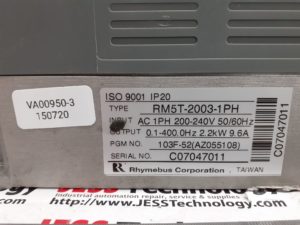 ISO 9001 IP20
TYPE RM5T-2003-1PH
INPUT AC 1PH 200-240V 50/60Hz
OUTPUT 0.1-400.0Hz 2.2kW 9.6A
PGM NO. 103F-52(AZ055108)
SERIAL NO. C07047011
R Rhymebus Corporation . TAIWAN
C07047011
VA00950-3
150720
www.JESSTechnology.com